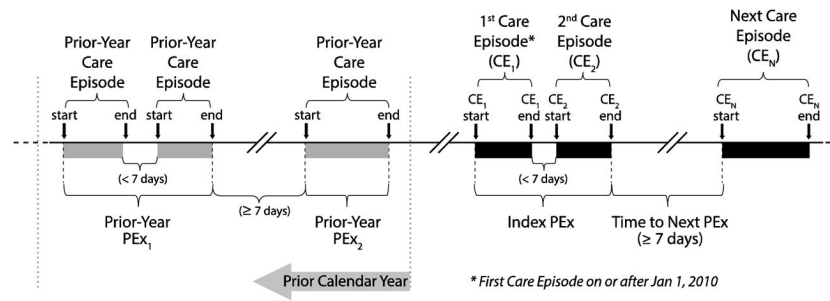 Prior-Year
Care
Episode
Prior-Year
Care
Episode
Prior-Year
Care
Episode
1st Care
Episode*
(CE1)
2nd Care
Episode
(CE2)
Next Care
Episode
(CEN)
start
end
start
end
start
end
CE1
start
CE1
end
CE2
start
CE2
end
CEN
start
CEN
end
(< 7 days)
(≥ 7 days)
(< 7 days)
Prior-Year
PEx1
Prior-Year
PEx2
Index PEx
Time to Next PEx
(≥ 7 days)
Prior Calendar Year
* First Care Episode on or after Jan 1, 2010